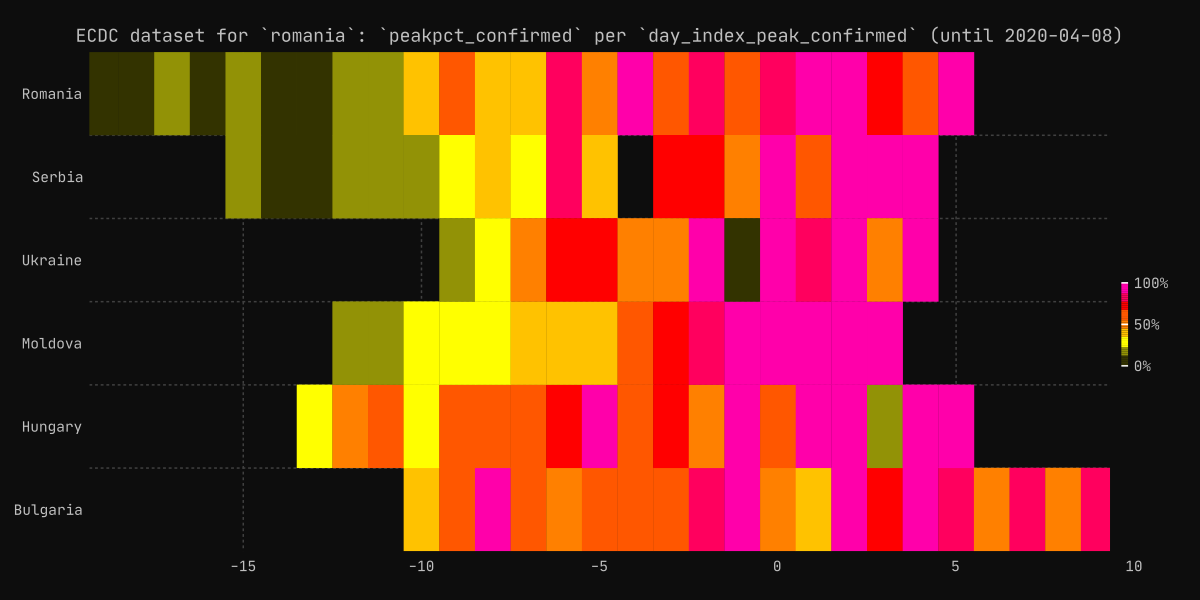 ECDC dataset for `romania`: `peakpct_confirmed` per `day_index_peak_confirmed` (until 2020-04-08)
Romania
Serbia
Ukraine
Moldova
Hungary
Bulgaria
100%
50%
0%
-15
-10
-5
0
5
10